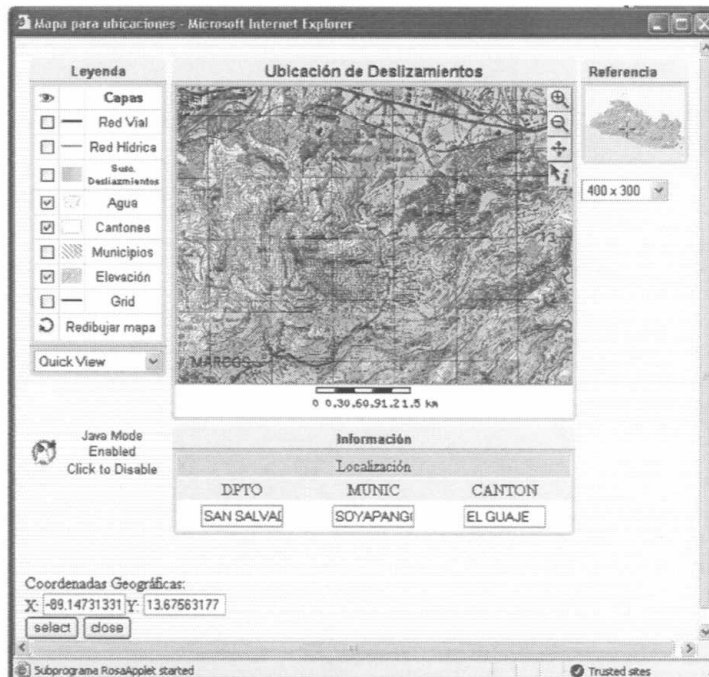 Mapa para ubicaciones - Microsoft Internet Explorer
Leyenda
Capas
Red Vial
Red Hídrica
Susc.
Desliazmientos
Agua
Cantones
Municipios
Elevación
Grid
Redibujar mapa
Quick View
Java Mode
Enabled
Click to Disable
Ubicación de Deslizamientos
MARCOS
0 0.30.60.91.21.5 km
Información
Localización
DPTO MUNIC CANTON
SAN SALVAD SOYAPANG EL GUAJE
Referencia
400 x 300
Coordenadas Geográficas:
X: -89.14731331 Y: 13.67563177
select close
Subprograma RosaApplet started
Trusted sites